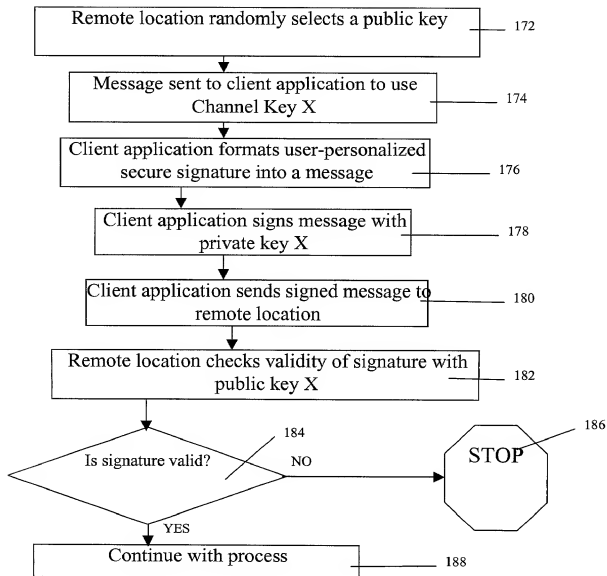 Remote location randomly selects a public key
172
Message sent to client application to use
Channel Key X
174
Client application formats user-personalized
secure signature into a message
176
Client application signs message with
private key X
178
Client application sends signed message to
remote location
180
Remote location checks validity of signature with
public key X
182
Is signature valid?
184
NO
STOP
186
YES
Continue with process
188